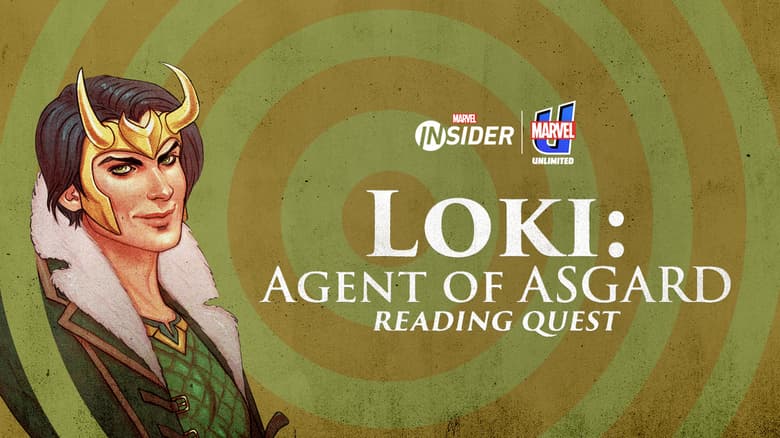 MARVEL
INSIDER
MARVEL
U
UNLIMITED
LOKI:
AGENT OF ASGARD
READING QUEST